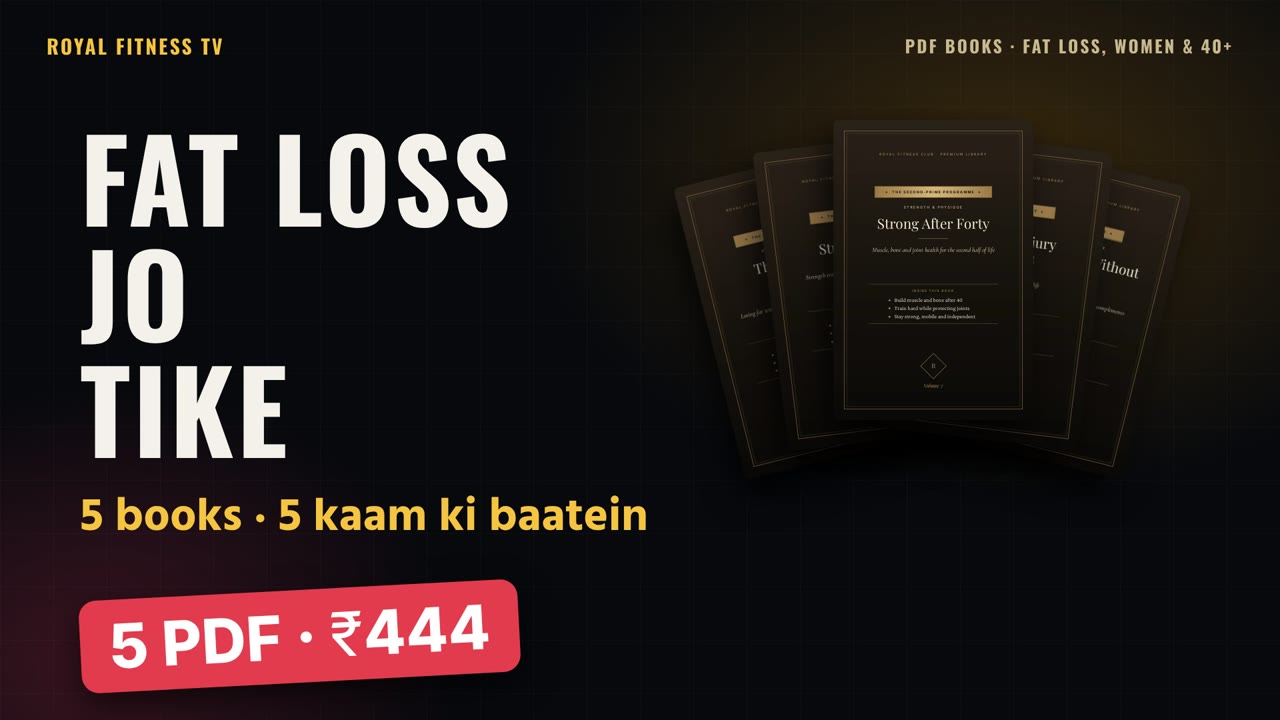 ROYAL FITNESS TV
PDF BOOKS · FAT LOSS, WOMEN & 40+
FAT LOSS
JO
TIKE
5 books · 5 kaam ki baatein
5 PDF · ₹444
ROYAL FITNESS CLUB · PREMIUM LIBRARY
THE SECOND-PRIME PROGRAMME
STRENGTH & PHYSIQUE
Strong After Forty
Muscle, bone and joint health for the second half of life
INSIDE THIS BOOK
Build muscle and bone after 40
Train hard while protecting joints
Stay strong, mobile and independent
R
Volume 7